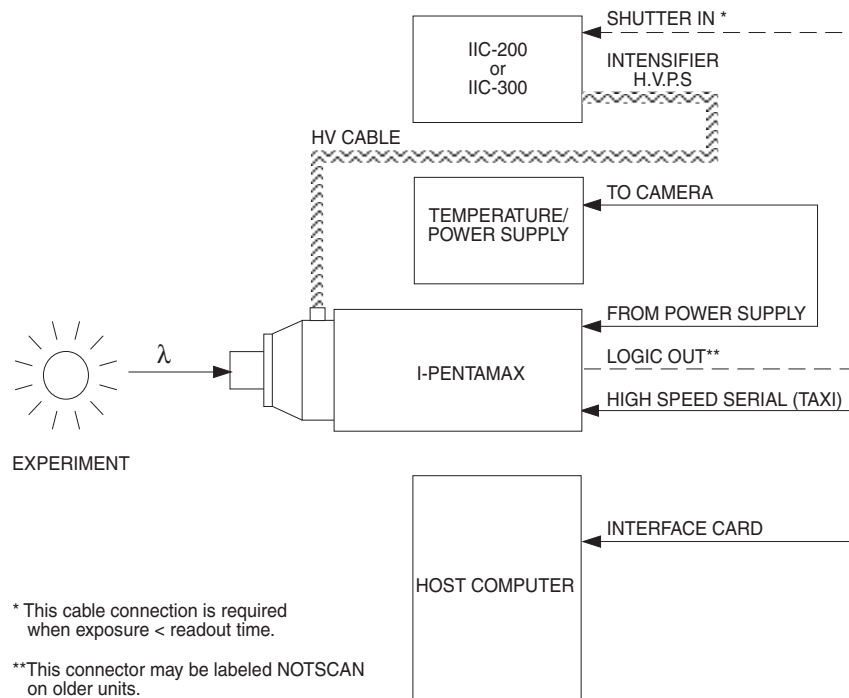 SHUTTER IN *
IIC-200
or
IIC-300
INTENSIFIER
H.V.P.S
HV CABLE
TO CAMERA
TEMPERATURE/
POWER SUPPLY
FROM POWER SUPPLY
λ
LOGIC OUT**
I-PENTAMAX
HIGH SPEED SERIAL (TAXI)
EXPERIMENT
INTERFACE CARD
HOST COMPUTER
* This cable connection is required
when exposure < readout time.
**This connector may be labeled NOTSCAN
on older units.